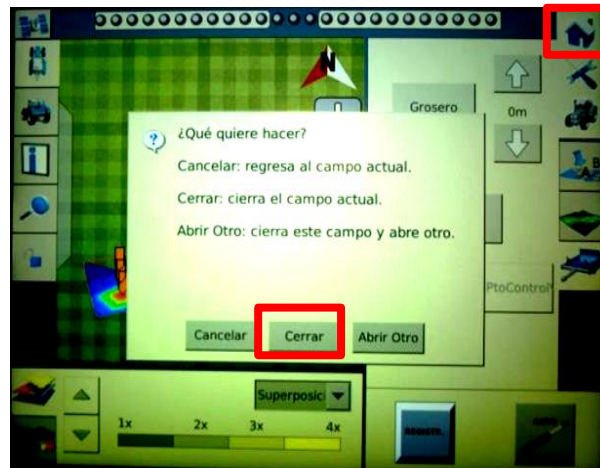 N
Grosero
0m
¿Qué quiere hacer?
Cancelar: regresa al campo actual.
Cerrar: cierra el campo actual.
Abrir Otro: cierra este campo y abre otro.
PtoControl
Cancelar
Cerrar
Abrir Otro
Superposic
1x 2x 3x 4x
REGISTR.